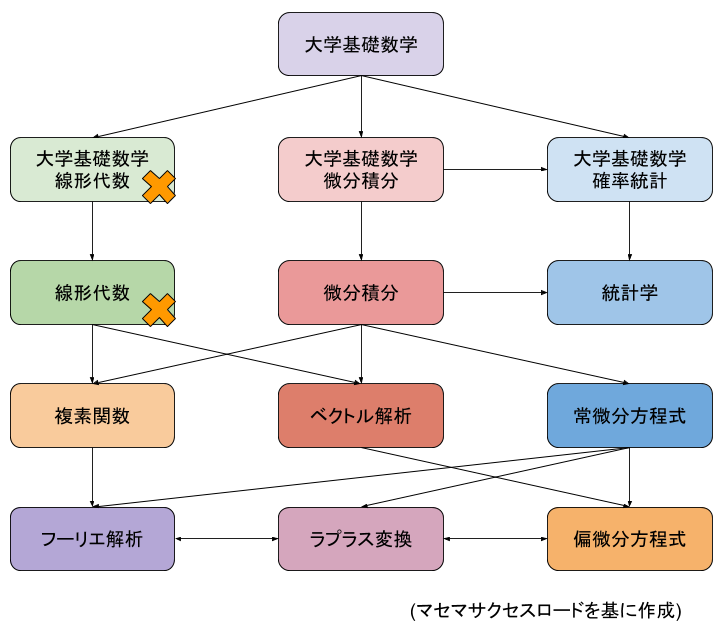 大学基礎数学
大学基礎数学
線形代数
大学基礎数学
微分積分
大学基礎数学
確率統計
線形代数
微分積分
統計学
複素関数
ベクトル解析
常微分方程式
フーリエ解析
ラプラス変換
偏微分方程式
(マセマサクセスロードを基に作成)